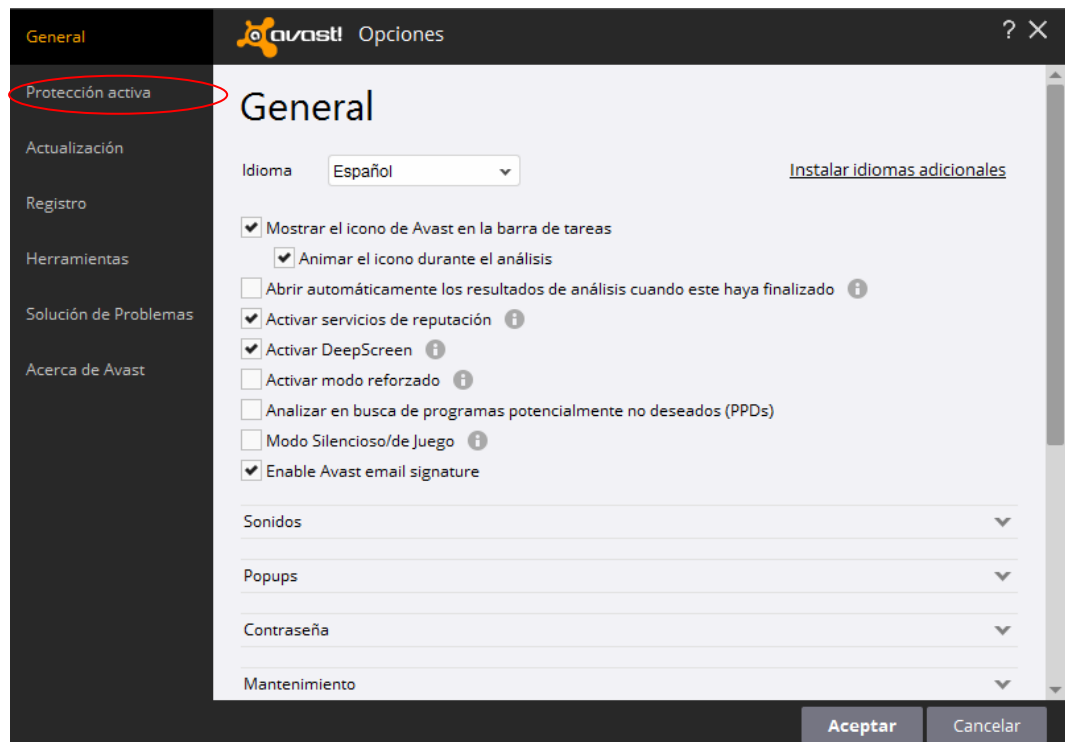 General
Protección activa
Actualización
Registro
Herramientas
Solución de Problemas
Acerca de Avast
avast! Opciones
?
General
Idioma Español Instalar idiomas adicionales
Mostrar el icono de Avast en la barra de tareas
Animar el icono durante el análisis
Abrir automáticamente los resultados de análisis cuando este haya finalizado i
Activar servicios de reputación i
Activar DeepScreen i
Activar modo reforzado i
Analizar en busca de programas potencialmente no deseados (PPDs)
Modo Silencioso/de Juego i
Enable Avast email signature
Sonidos
Popups
Contraseña
Mantenimiento
Aceptar Cancelar